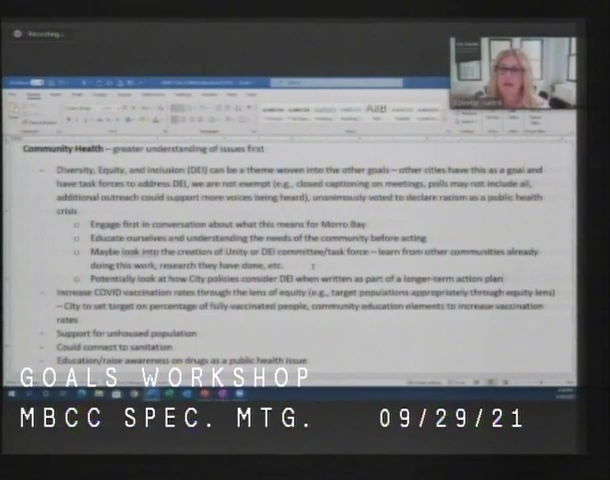 Recording...
Community Health – greater understanding of issues first
- Diversity, Equity, and Inclusion (DEI) can be a theme woven into the other goals – other cities have this as a goal and
have task forces to address DEI, we are not exempt (e.g., closed captioning on meetings, polls may not include all,
additional outreach could support more voices being heard), unanimously voted to declare racism as a public health
crisis
o Engage first in conversation about what this means for Morro Bay
o Educate ourselves and understanding the needs of the community before acting
o Maybe look into the creation of Unity or DEI committee/task force – learn from other communities already
doing this work, research they have done, etc.
o Potentially look at how City policies consider DEI when written as part of a longer-term action plan
- Increase COVID vaccination rates through the lens of equity (e.g., target populations appropriately through equity lens)
– City to set target on percentage of fully vaccinated people, community education elements to increase vaccination
rates
- Support for unhoused population
- Could connect to sanitation
- Education/raise awareness on drugs as a public health issue
GOALS WORKSHOP
MBCC SPEC. MTG. 09/29/21